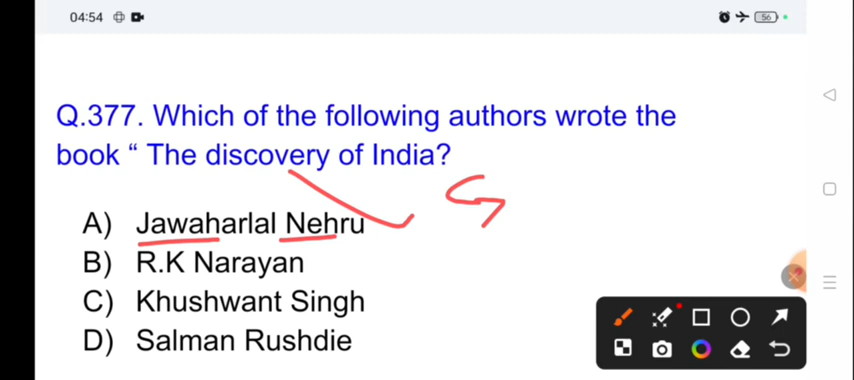 04:54
56
Q.377. Which of the following authors wrote the
book “ The discovery of India?
A) Jawaharlal Nehru
B) R.K Narayan
C) Khushwant Singh
D) Salman Rushdie